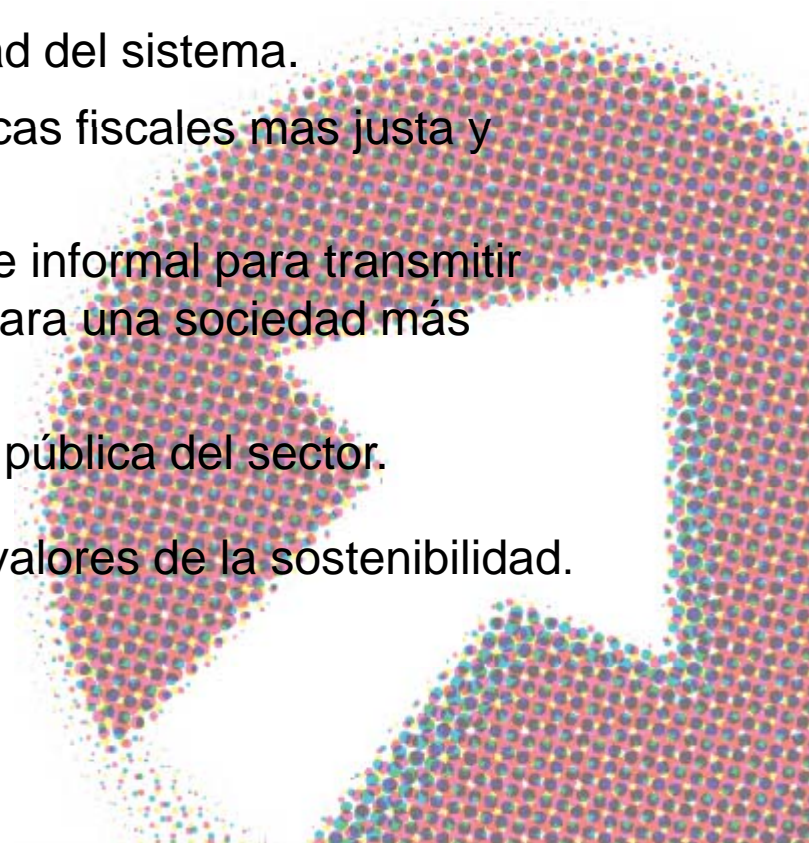 ad del sistema.
cas fiscales mas justa y
e informal para transmitir
ara una sociedad más
pública del sector.
valores de la sostenibilidad.